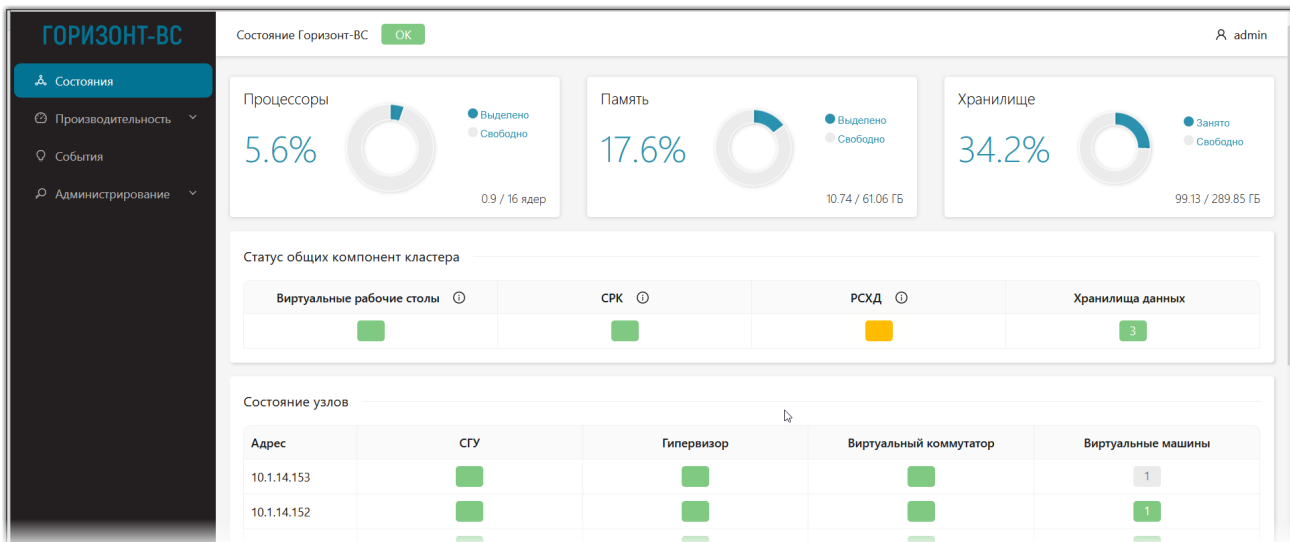 ГОРИЗОНТ-ВС
Состояние Горизонт-ВС OK
admin
Состояния
Производительность
События
Администрирование
Процессоры
5.6%
Выделено
Свободно
0.9 / 16 ядер
Память
17.6%
Выделено
Свободно
10.74 / 61.06 ГБ
Хранилище
34.2%
Занято
Свободно
99.13 / 289.85 ГБ
Статус общих компонент кластера
Виртуальные рабочие столы СРК РСХД Хранилища данных
3
Состояние узлов
Адрес СГУ Гипервизор Виртуальный коммутатор Виртуальные машины
10.1.14.153 1
10.1.14.152 1